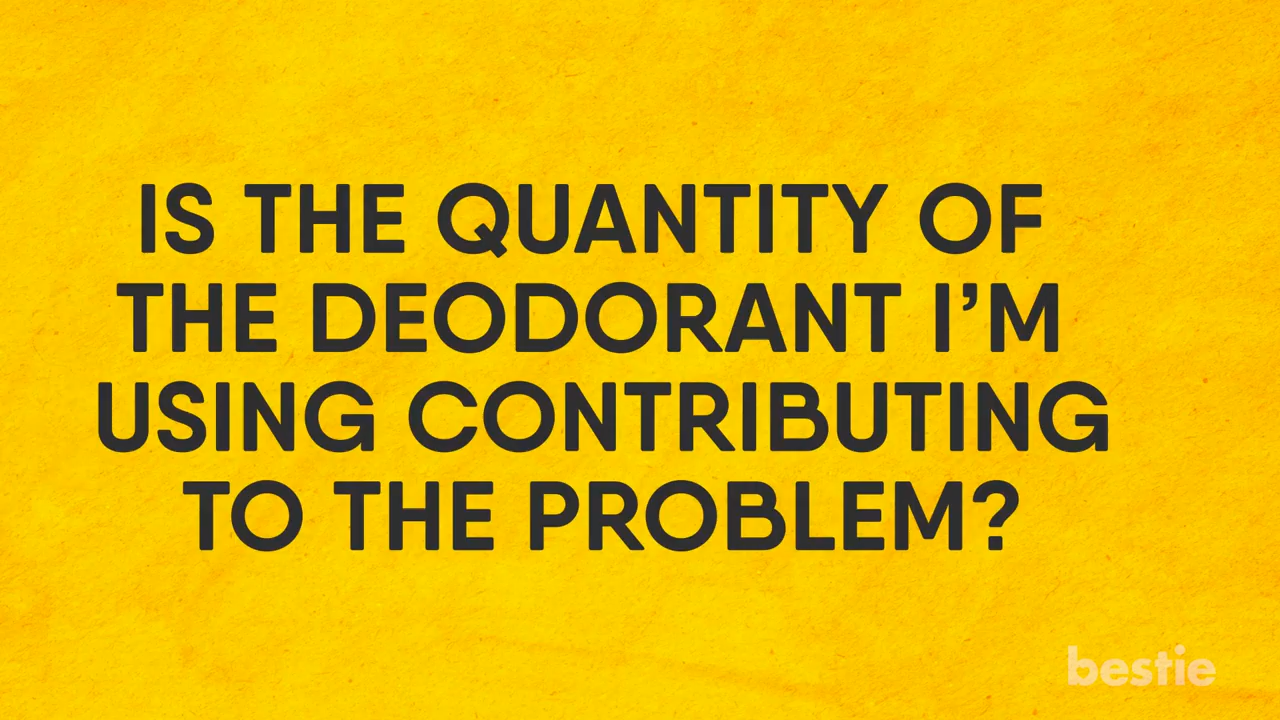 IS THE QUANTITY OF
THE DEODORANT I’M
USING CONTRIBUTING
TO THE PROBLEM?
bestie